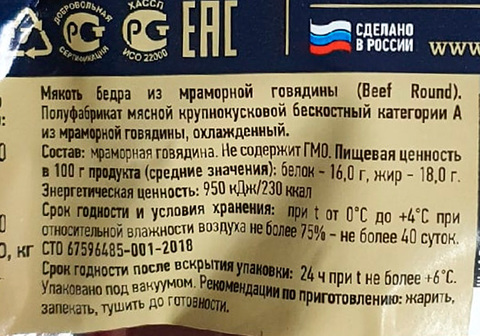 ДОБРОВОЛЬНАЯ
СЕРТИФИКАЦИЯ
ХАССП
ИСО 22000
ЕАС
СДЕЛАНО
В РОССИИ
www.
Мякоть бедра из мраморной говядины (Beef Round).
Полуфабрикат мясной крупнокусковой бескостный категории А
из мраморной говядины, охлажденный.
Состав: мраморная говядина. Не содержит ГМО. Пищевая ценность
в 100 г продукта (средние значения): белок - 16,0 г, жир - 18,0 г.
Энергетическая ценность: 950 кДж/230 ккал
Срок годности и условия хранения: при t от 0°С до +4°С при
относительной влажности воздуха не более 75% - не более 40 суток.
СТО 67596485-001-2018
, кг
Срок годности после вскрытия упаковки: 24 ч при t не более +6°С.
Упаковано под вакуумом. Рекомендации по приготовлению: жарить,
запекать, тушить до готовности.